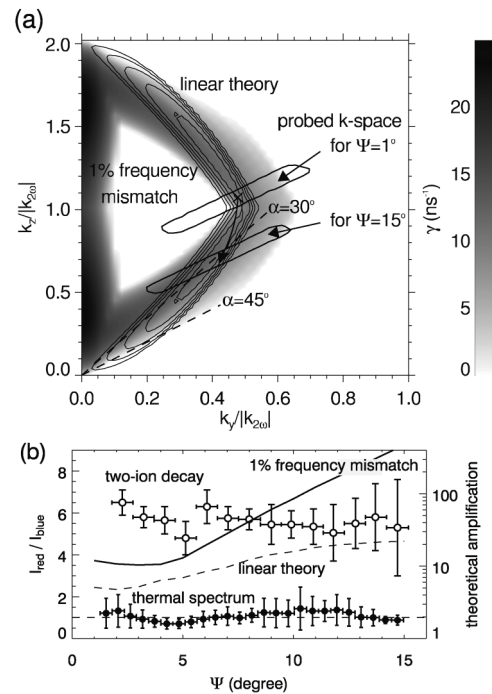 (a)
2.0
1.5
1.0
0.5
0.0
k_z/|k_2ω|
linear theory
probed k-space
for Ψ=1°
1% frequency
mismatch
α=30°
for Ψ=15°
α=45°
0.0 0.2 0.4 0.6 0.8 1.0
k_y/|k_2ω|
20
15
10
5
0
γ (ns⁻¹)
(b)
8
6
4
2
0
I_red / I_blue
two-ion decay
1% frequency mismatch
linear theory
thermal spectrum
100
10
1
theoretical amplification
0 5 10 15
Ψ (degree)